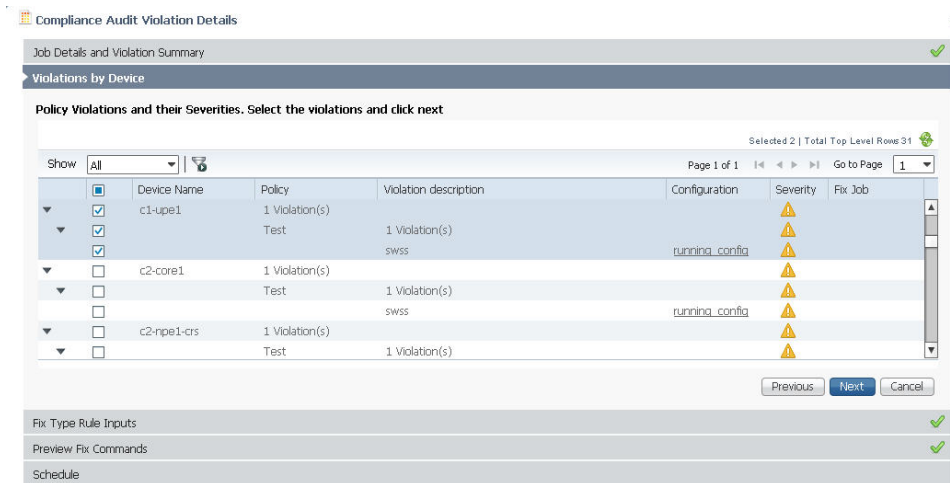 Compliance Audit Violation Details
Job Details and Violation Summary
Violations by Device
Policy Violations and their Severities. Select the violations and click next
Selected 2 | Total Top Level Rows 31
Show All Page 1 of 1 Go to Page 1
Device Name Policy Violation description Configuration Severity Fix Job
c1-upe1 1 Violation(s)
Test 1 Violation(s)
swss running_config
c2-core1 1 Violation(s)
Test 1 Violation(s)
swss running_config
c2-npe1-crs 1 Violation(s)
Test 1 Violation(s)
Previous Next Cancel
Fix Type Rule Inputs
Preview Fix Commands
Schedule